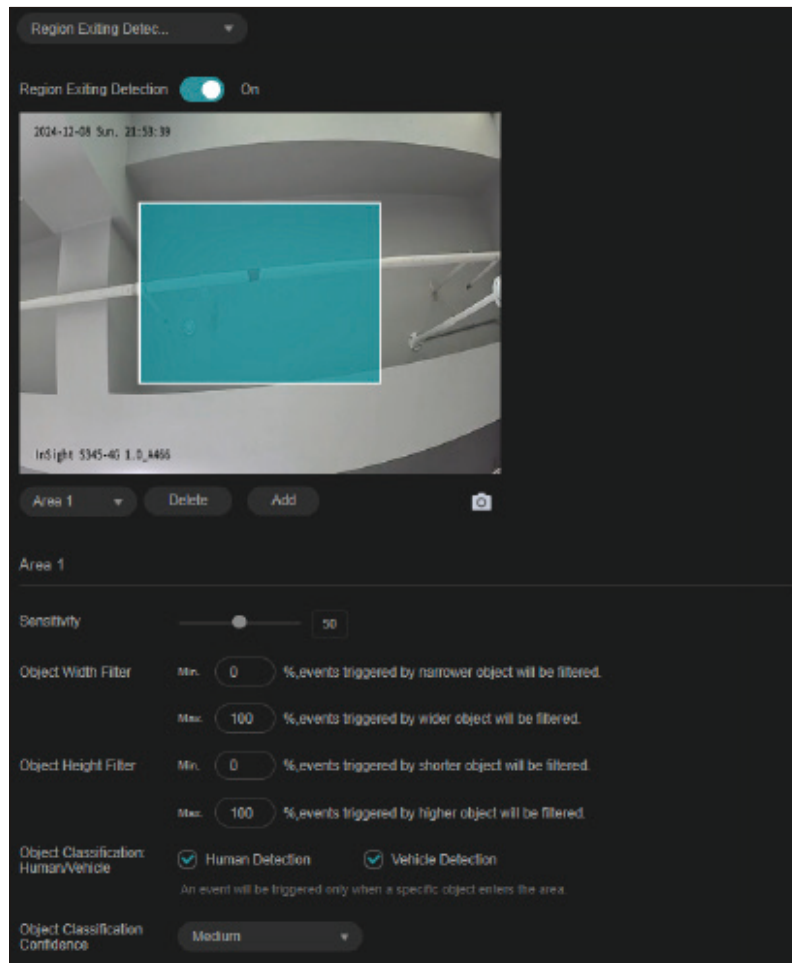 Region Exiting Detec...
Region Exiting Detection On
2024-12-08 Sun. 21:53:39
InSight S345-4G 1.0_A466
Area 1 Delete Add
Area 1
Sensitivity 50
Object Width Filter Min. 0 %,events triggered by narrower object will be filtered.
Max. 100 %,events triggered by wider object will be filtered.
Object Height Filter Min. 0 %,events triggered by shorter object will be filtered.
Max. 100 %,events triggered by higher object will be filtered.
Object Classification:
Human/Vehicle
Human Detection Vehicle Detection
An event will be triggered only when a specific object enters the area.
Object Classification
Confidence
Medium